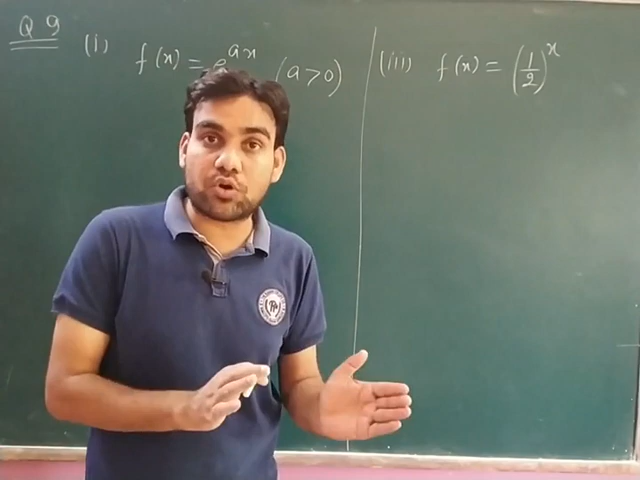 Q 9
(i) f(x) = e^ax (a > 0)
(iii) f(x) = (1/2)^x